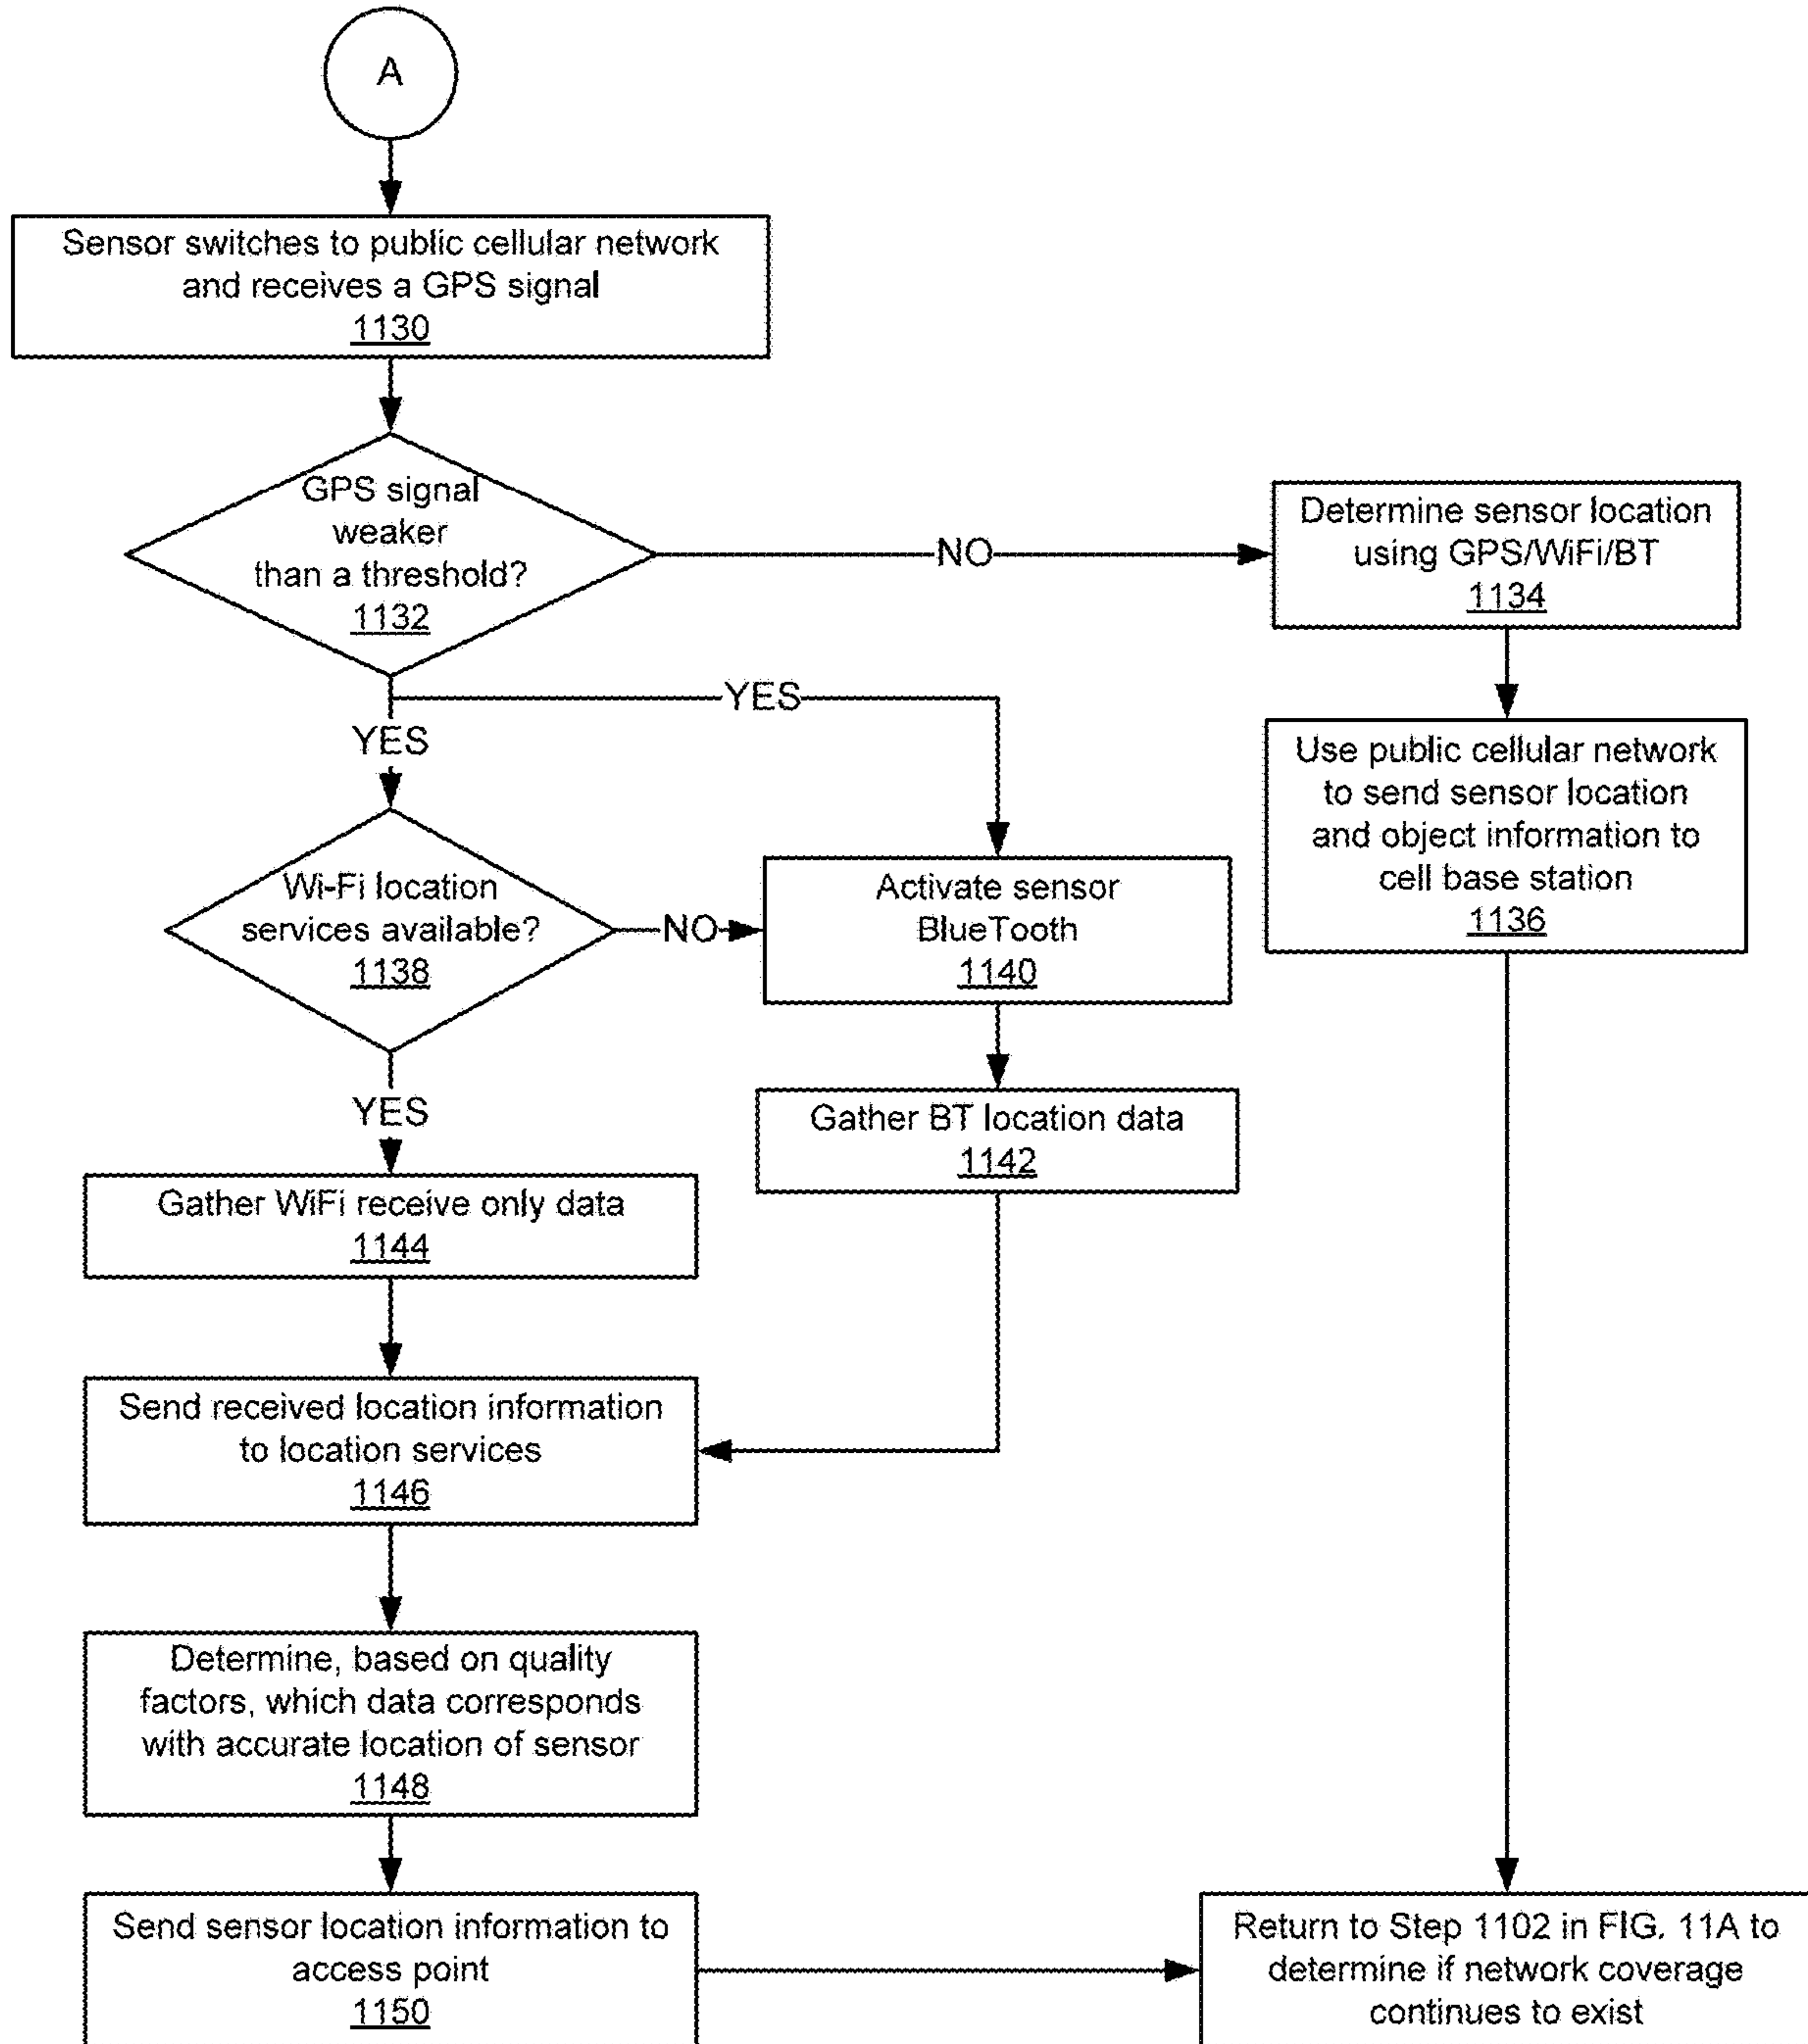 A
Sensor switches to public cellular network
and receives a GPS signal
1130
GPS signal
weaker
than a threshold?
1132
NO
Determine sensor location
using GPS/WiFi/BT
1134
YES
YES
Use public cellular network
to send sensor location
and object information to
cell base station
1136
Wi-Fi location
services available?
1138
NO
Activate sensor
BlueTooth
1140
YES
Gather BT location data
1142
Gather WiFi receive only data
1144
Send received location information
to location services
1146
Determine, based on quality
factors, which data corresponds
with accurate location of sensor
1148
Send sensor location information to
access point
1150
Return to Step 1102 in FIG. 11A to
determine if network coverage
continues to exist